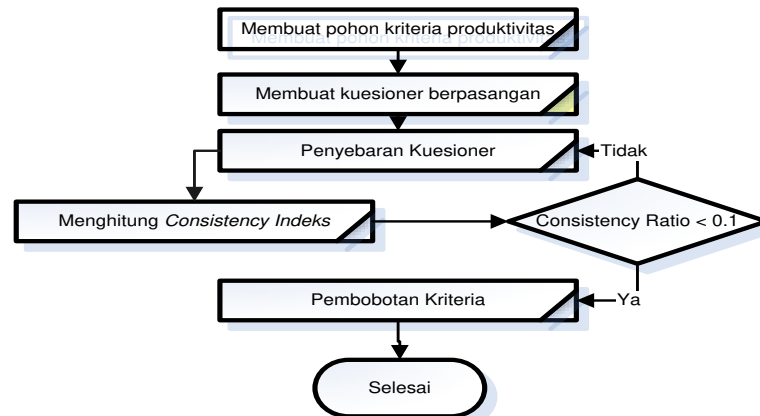 Membuat pohon kriteria produktivitas
Membuat kuesioner berpasangan
Penyebaran Kuesioner
Tidak
Menghitung Consistency Indeks
Consistency Ratio < 0.1
Pembobotan Kriteria
Ya
Selesai